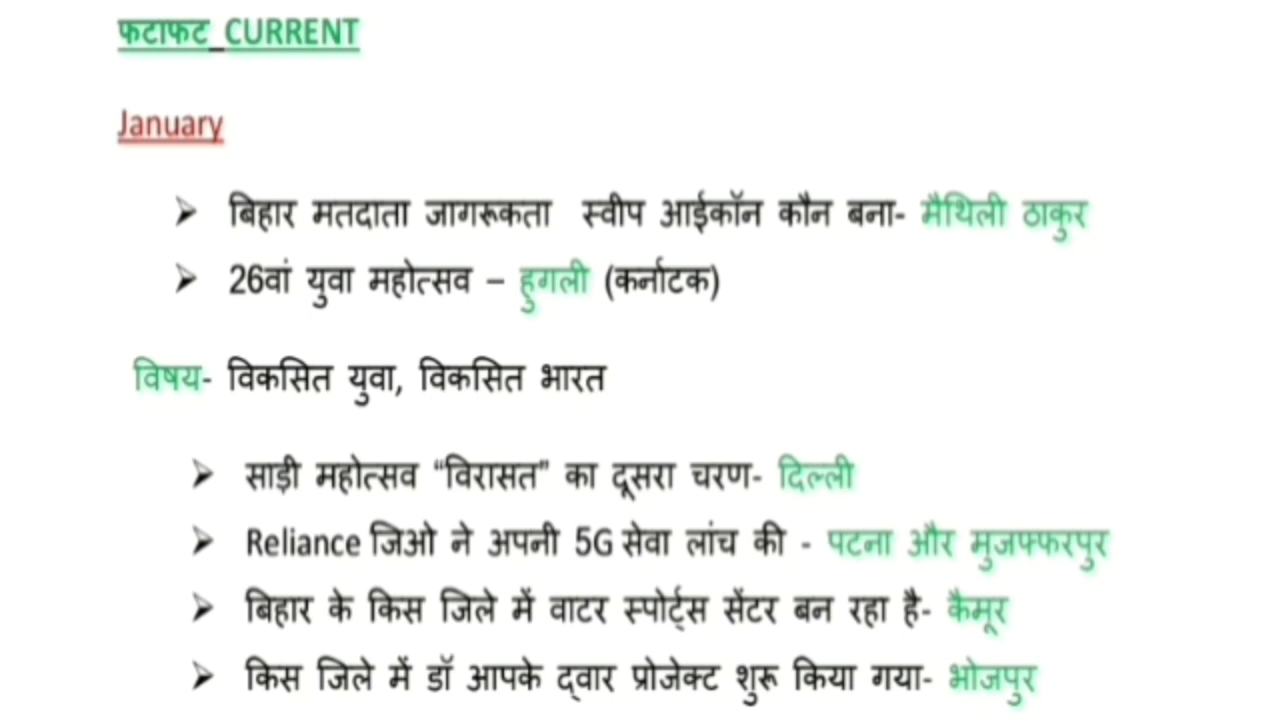 फटाफट_CURRENT
January
➢ बिहार मतदाता जागरूकता स्वीप आईकॉन कौन बना- मैथिली ठाकुर
➢ 26वां युवा महोत्सव – हुगली (कर्नाटक)
विषय- विकसित युवा, विकसित भारत
➢ साड़ी महोत्सव “विरासत” का दूसरा चरण- दिल्ली
➢ Reliance जिओ ने अपनी 5G सेवा लांच की - पटना और मुजफ्फरपुर
➢ बिहार के किस जिले में वाटर स्पोर्ट्स सेंटर बन रहा है- कैमूर
➢ किस जिले में डॉ आपके द्वार प्रोजेक्ट शुरू किया गया- भोजपुर